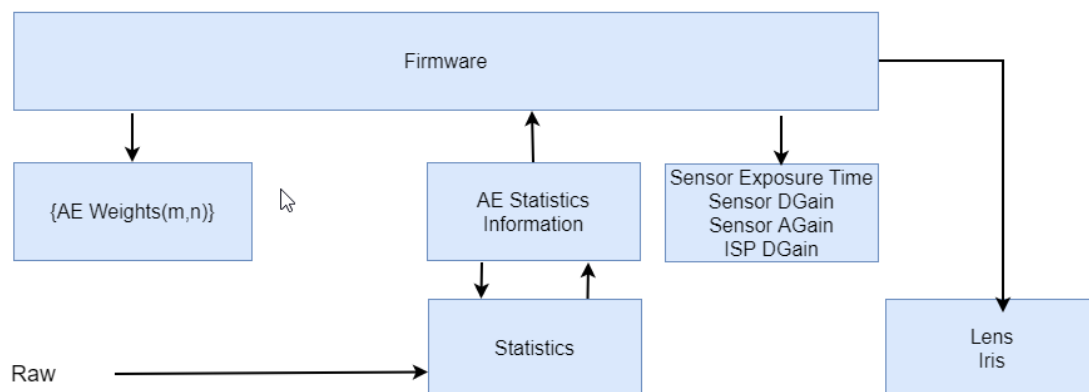 Firmware
{AE Weights(m,n)}
AE Statistics
Information
Sensor Exposure Time
Sensor DGain
Sensor AGain
ISP DGain
Statistics
Lens
Iris
Raw